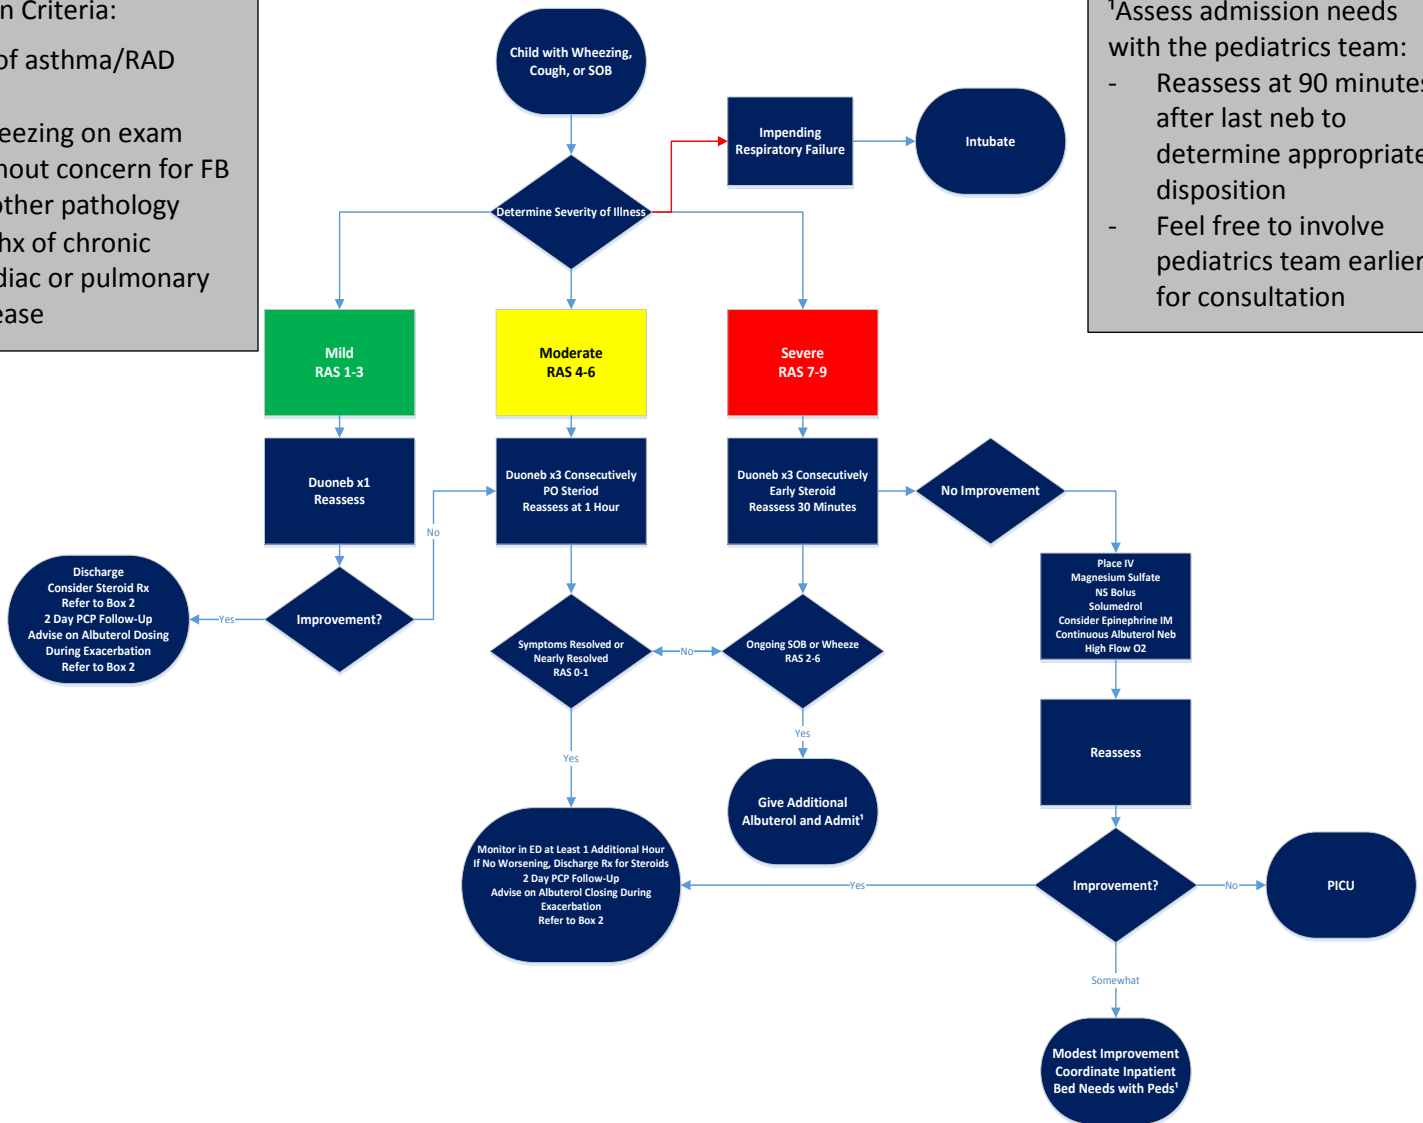 n Criteria:
of asthma/RAD
eezing on exam
hout concern for FB
other pathology
hx of chronic
diac or pulmonary
ease
Child with Wheezing,
Cough, or SOB
Impending
Respiratory Failure
Intubate
¹Assess admission needs
with the pediatrics team:
- Reassess at 90 minutes
after last neb to
determine appropriate
disposition
- Feel free to involve
pediatrics team earlier
for consultation
Determine Severity of Illness
Mild
RAS 1-3
Moderate
RAS 4-6
Severe
RAS 7-9
Duoneb x1
Reassess
Duoneb x3 Consecutively
PO Steriod
Reassess at 1 Hour
Duoneb x3 Consecutively
Early Steroid
Reassess 30 Minutes
No Improvement
No
Place IV
Magnesium Sulfate
NS Bolus
Solumedrol
Consider Epinephrine IM
Continuous Albuterol Neb
High Flow O2
Discharge
Consider Steroid Rx
Refer to Box 2
2 Day PCP Follow-Up
Advise on Albuterol Dosing
During Exacerbation
Refer to Box 2
Yes
Improvement?
Symptoms Resolved or
Nearly Resolved
RAS 0-1
No
Ongoing SOB or Wheeze
RAS 2-6
Yes
Yes
Reassess
Give Additional
Albuterol and Admit¹
Monitor in ED at Least 1 Additional Hour
If No Worsening, Discharge Rx for Steroids
2 Day PCP Follow-Up
Advise on Albuterol Closing During
Exacerbation
Refer to Box 2
Yes
Improvement?
No
PICU
Somewhat
Modest Improvement
Coordinate Inpatient
Bed Needs with Peds¹